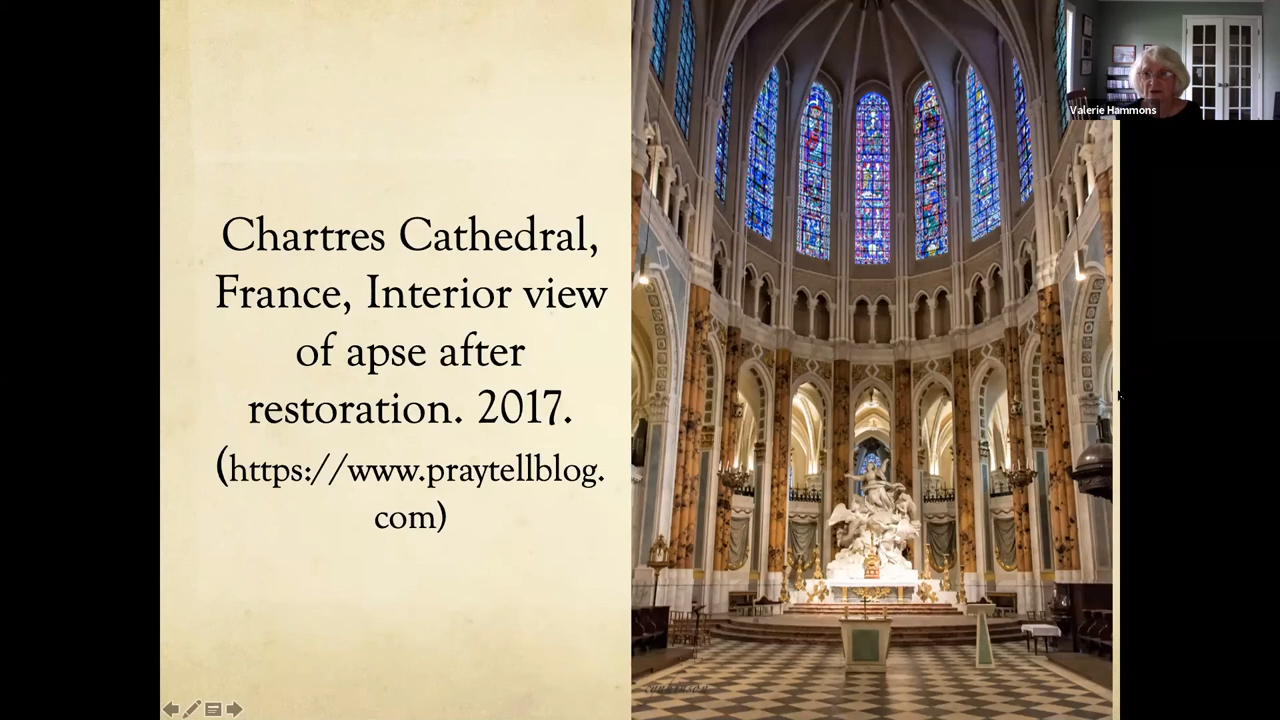 Chartres Cathedral,
France, Interior view
of apse after
restoration. 2017.
(https://www.praytellblog.
com)
Valerie Hammons